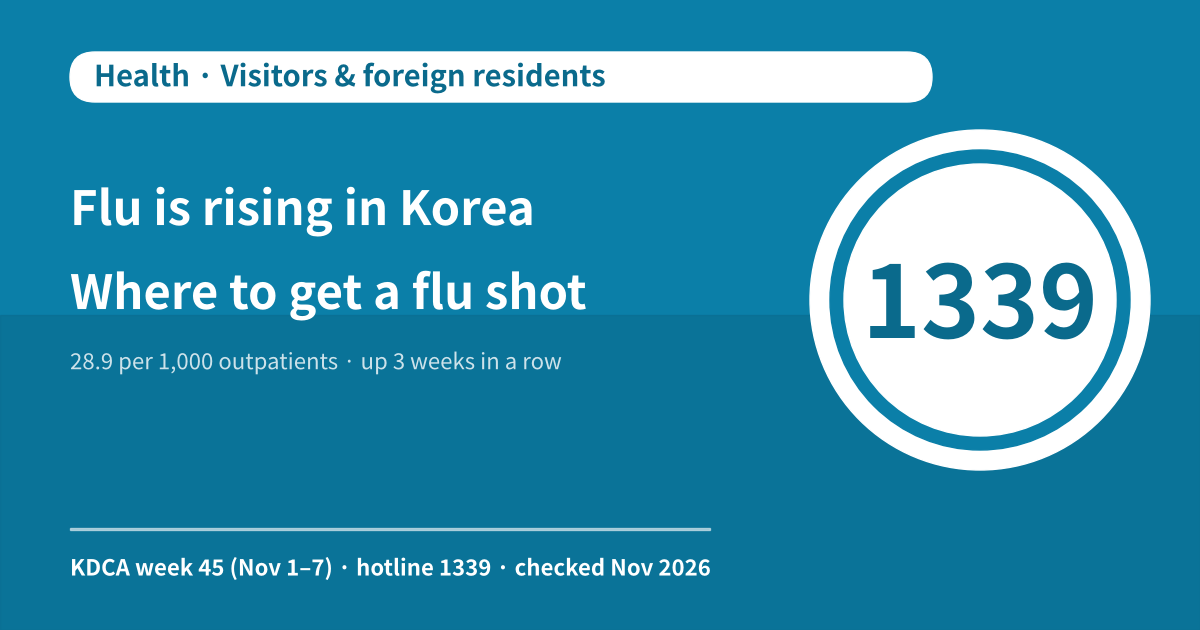 Health · Visitors & foreign residents
Flu is rising in Korea
Where to get a flu shot
28.9 per 1,000 outpatients · up 3 weeks in a row
1339
KDCA week 45 (Nov 1–7) · hotline 1339 · checked Nov 2026